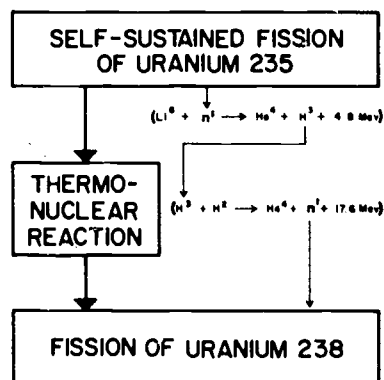 SELF-SUSTAINED FISSION
OF URANIUM 235
(Li⁶ + n¹ → He⁴ + H³ + 4.8 Mev)
THERMO-
NUCLEAR
REACTION
(H³ + H² → He⁴ + n¹ + 17.6 Mev)
FISSION OF URANIUM 238